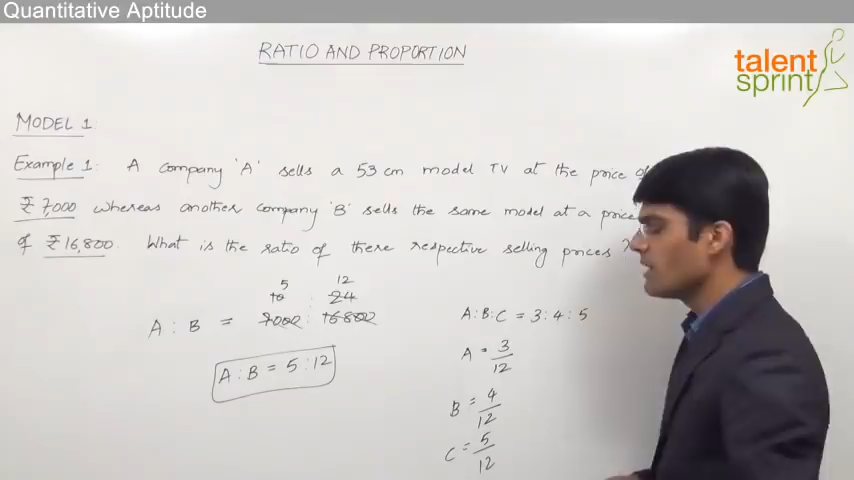 Quantitative Aptitude
talent
sprint
RATIO AND PROPORTION
MODEL 1
Example 1: A company 'A' sells a 53 cm model TV at the price of
₹ 7,000 whereas another company 'B' sells the same model at a price
of ₹ 16,800. What is the ratio of there respective selling prices ?
5 12
10 : 24
A : B = 7000 : 16800
A : B = 5 : 12
A:B:C = 3:4:5
A = 3/12
B = 4/12
C = 5/12